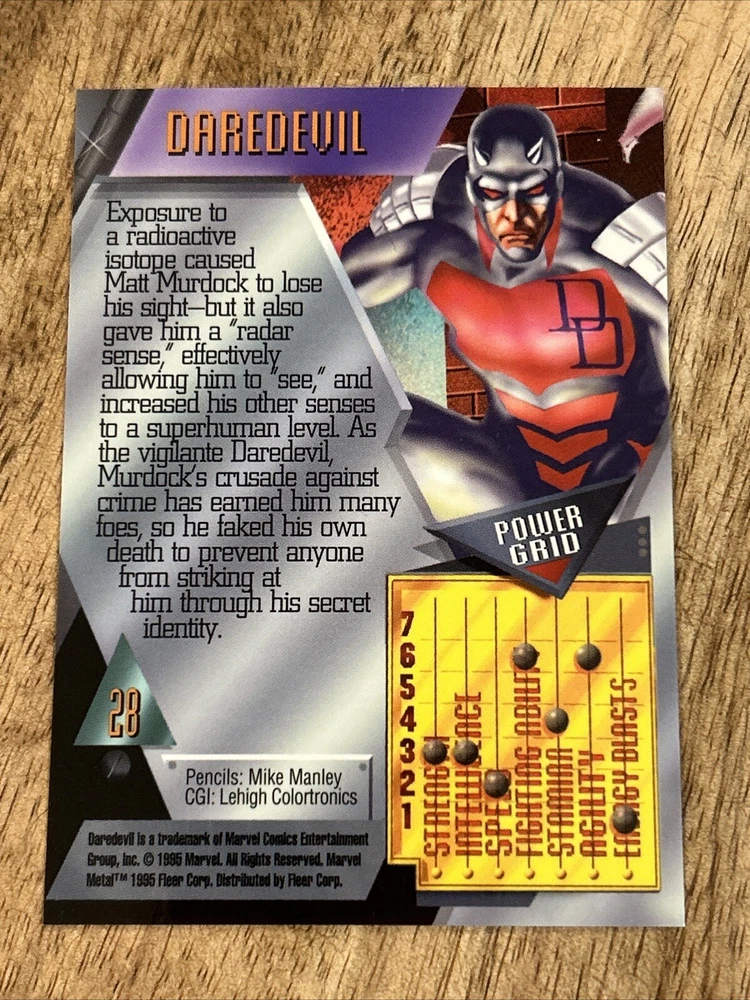 DAREDEVIL
Exposure to
a radioactive
isotope caused
Matt Murdock to lose
his sight—but it also
gave him a "radar
sense," effectively
allowing him to "see," and
increased his other senses
to a superhuman level. As
the vigilante Daredevil,
Murdock's crusade against
crime has earned him many
foes, so he faked his own
death to prevent anyone
from striking at
him through his secret
identity.
DD
POWER
GRID
7
6
5
4
3
2
1
STRENGTH
INTELLIGENCE
SPEED
FIGHTING ABILITY
STAMINA
AGILITY
ENERGY BLASTS
28
Pencils: Mike Manley
CGI: Lehigh Colortronics
Daredevil is a trademark of Marvel Comics Entertainment
Group, Inc. © 1995 Marvel. All Rights Reserved. Marvel
Metal™ 1995 Fleer Corp. Distributed by Fleer Corp.